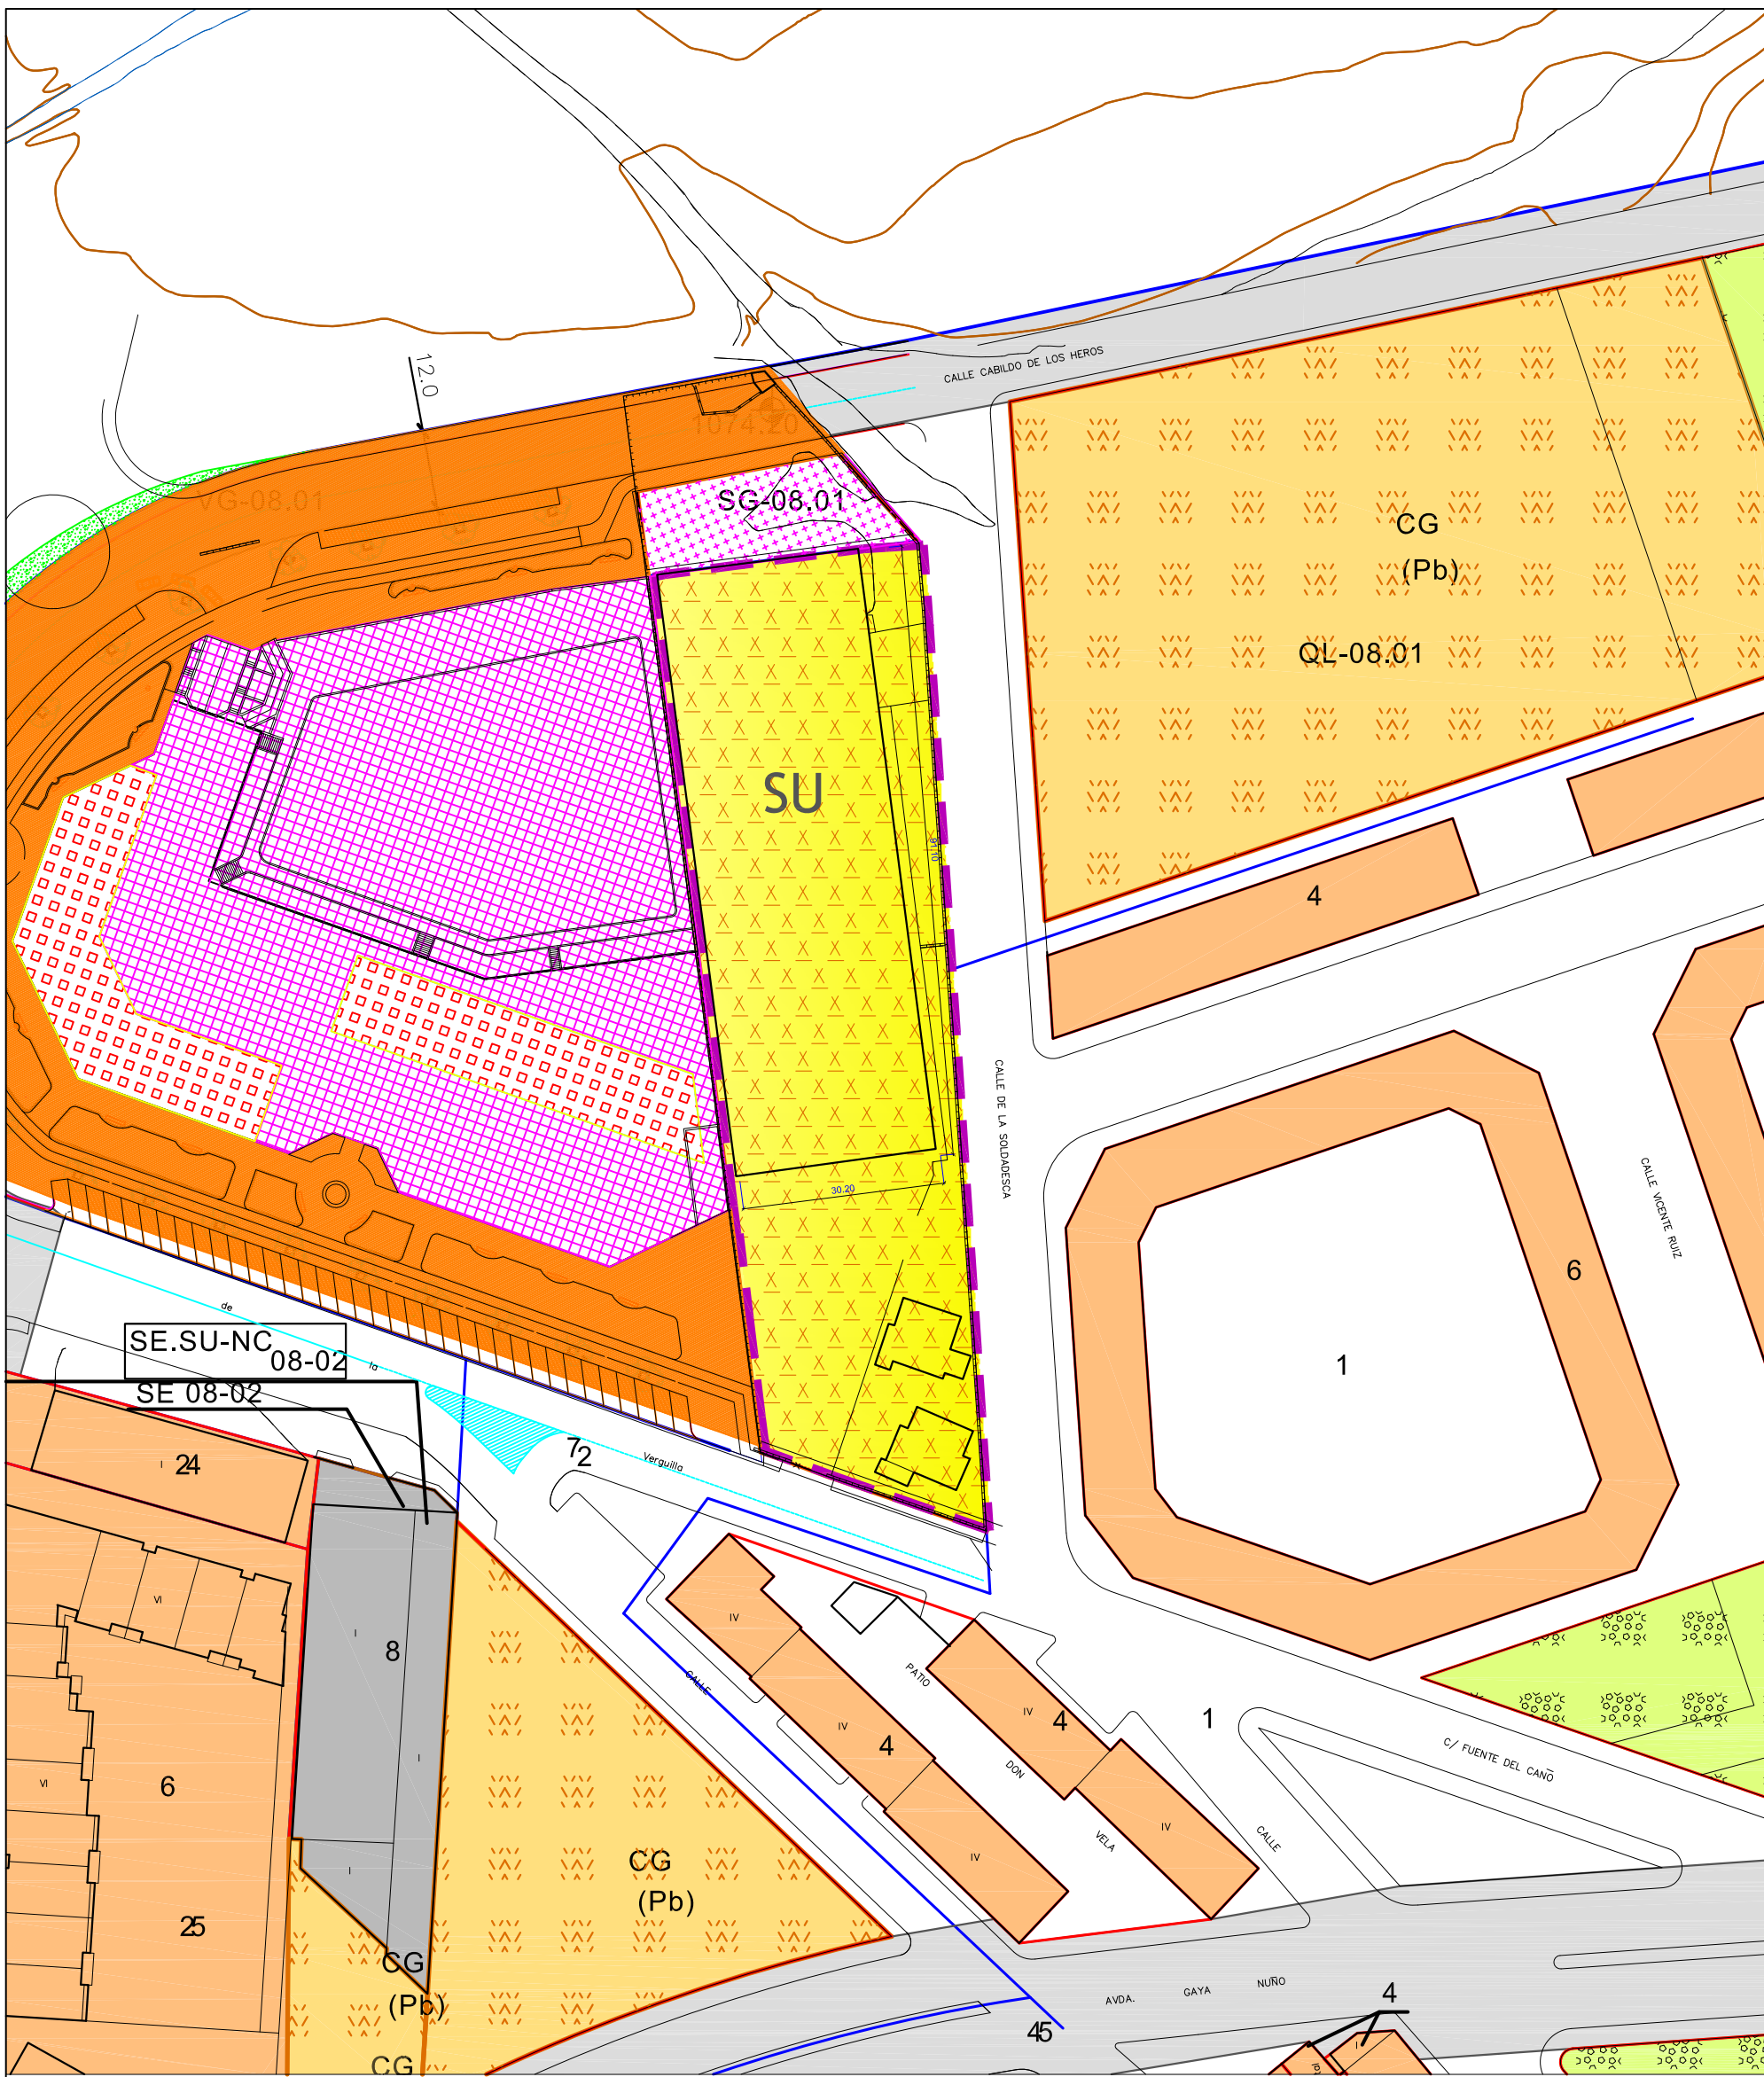 CALLE CABILDO DE LOS HEROS
12.0
1074.20
VG-08.01
SG-08.01
CG
(Pb)
QL-08.01
SU
91.10
4
CALLE DE LA SOLDADESCA
CALLE VICENTE RUIZ
30.20
6
1
de
la
Verguilla
SE.SU-NC
08-02
SE 08-02
72
I
24
VI
I
8
I
IV
CALLE
PATIO
IV
4
IV
4
1
C/ FUENTE DEL CAÑO
VI
6
DON
VELA
IV
CALLE
IV
I
CG
(Pb)
25
CG
(Pb)
AVDA. GAYA NUÑO
4
45
I
CG